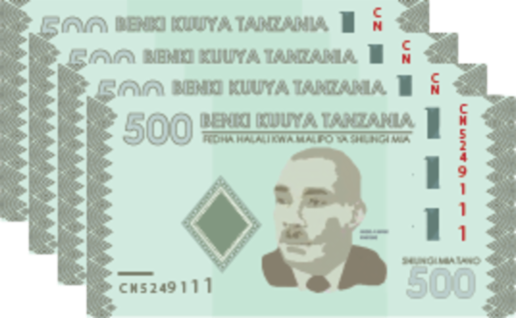 500 BENKI KUUYA TANZANIA CN
500 BENKI KUUYA TANZANIA CN
500 BENKI KUUYA TANZANIA CN
500 BENKI KUUYA TANZANIA
FEDHA HALALI KWA MALIPO YA SHILINGI MIA
CN5249111
SHILINGI MIA TANO
500
CN5249111